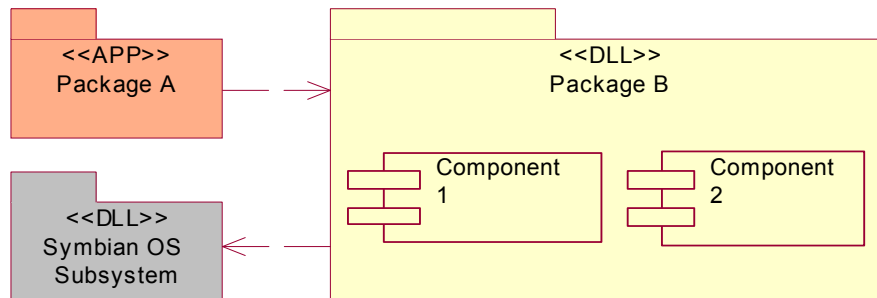 <<APP>>
Package A
<<DLL>>
Package B
Component
1
Component
2
<<DLL>>
Symbian OS
Subsystem